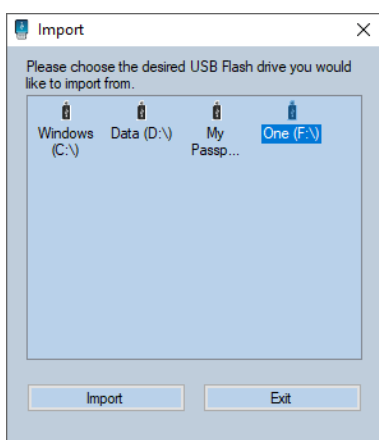 Import
Please choose the desired USB Flash drive you would
like to import from.
Windows
(C:\)
Data (D:\)
My
Passp...
One (F:\)
Import
Exit